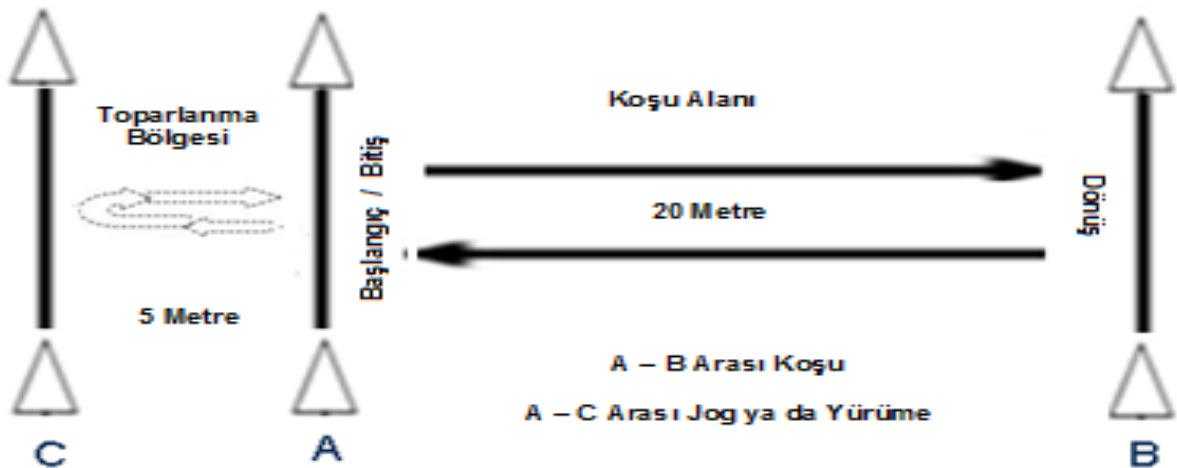 Toparlanma
Bölgesi
5 Metre
Başlangıç / Bitiş
Koşu Alanı
20 Metre
Dönüş
A – B Arası Koşu
A – C Arası Jog ya da Yürüme
C
A
B